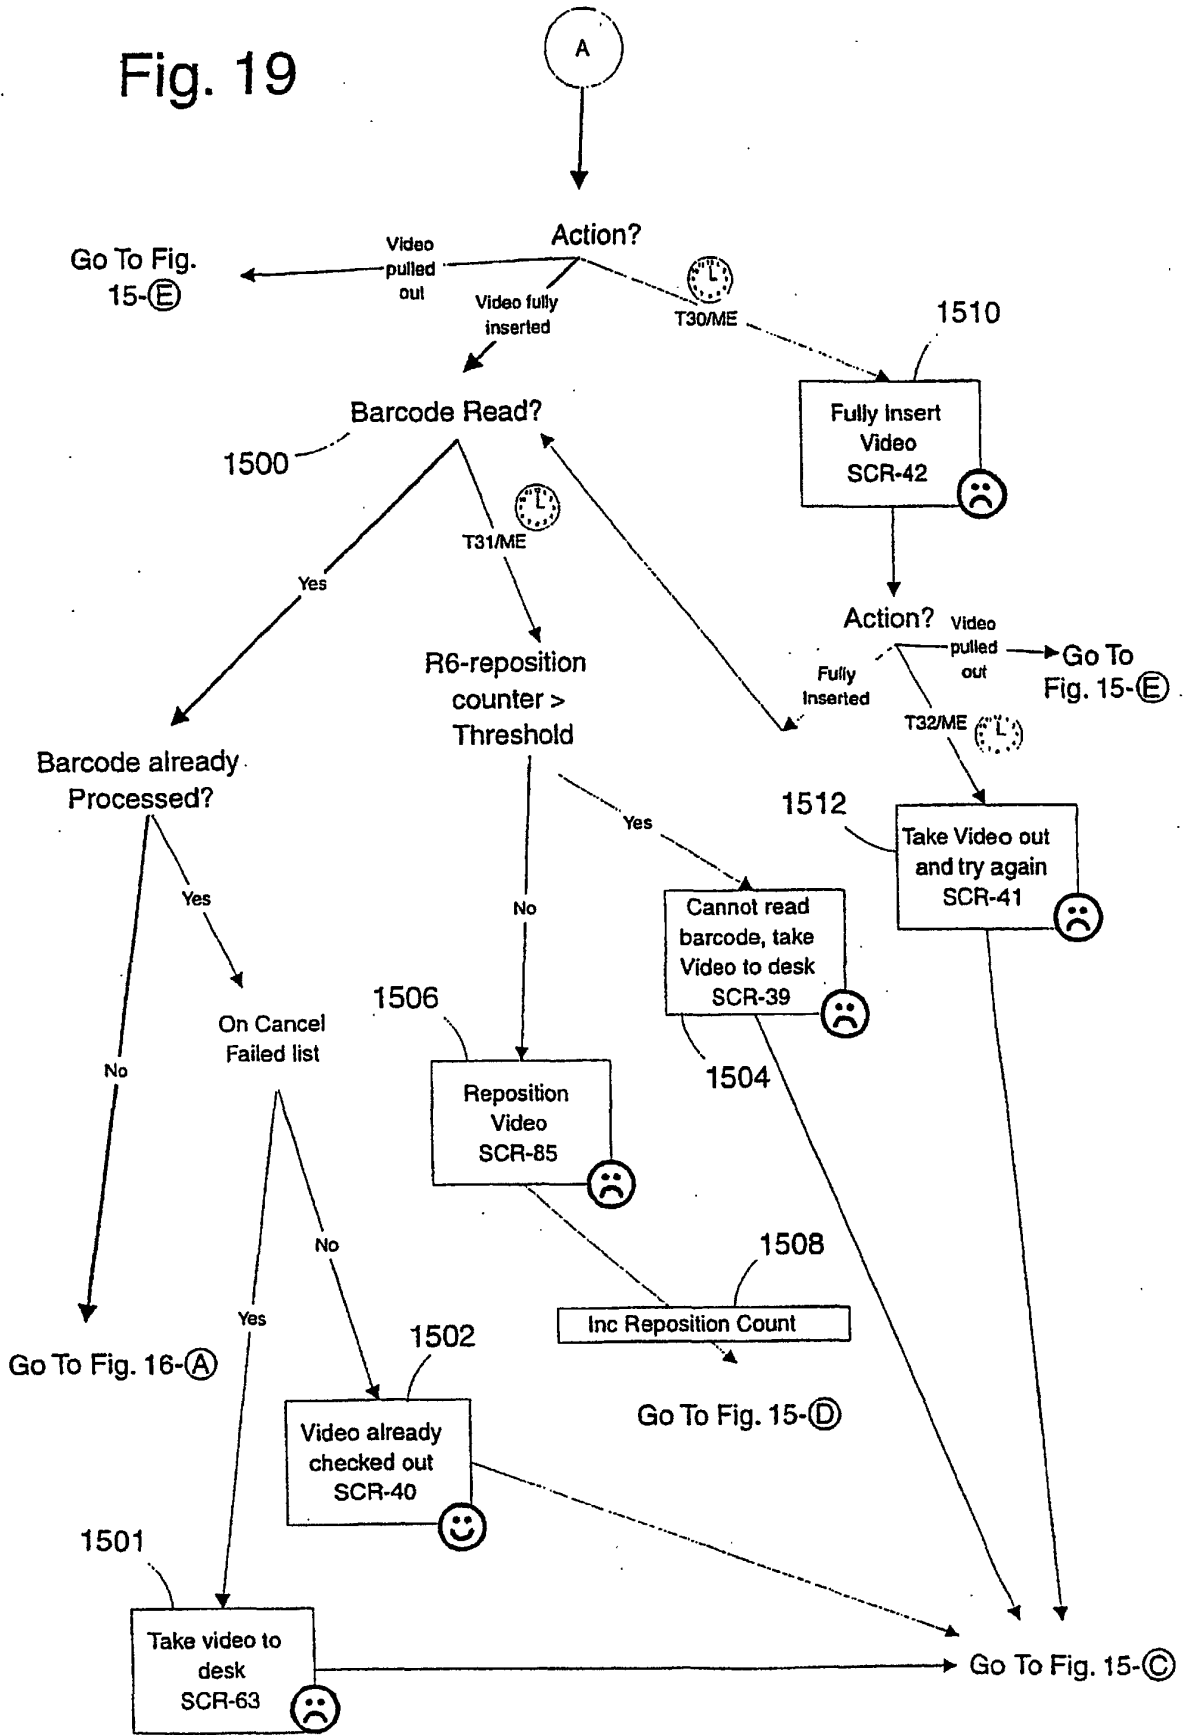 Fig. 19
A
Action?
Go To Fig.
15-Ⓔ
Video
pulled
out
Video fully
inserted
T30/ME
1510
Fully insert
Video
SCR-42
Barcode Read?
1500
T31/ME
Yes
Action?
Video
pulled
out
Go To
Fig. 15-Ⓔ
Fully
Inserted
T32/ME
R6-reposition
counter >
Threshold
Barcode already
Processed?
1512
Take Video out
and try again
SCR-41
Yes
Yes
No
Cannot read
barcode, take
Video to desk
SCR-39
1504
1506
On Cancel
Failed list
No
Reposition
Video
SCR-85
No
Yes
1508
Inc Reposition Count
Go To Fig. 16-Ⓐ
1502
Go To Fig. 15-Ⓓ
Video already
checked out
SCR-40
1501
Take video to
desk
SCR-63
Go To Fig. 15-Ⓒ